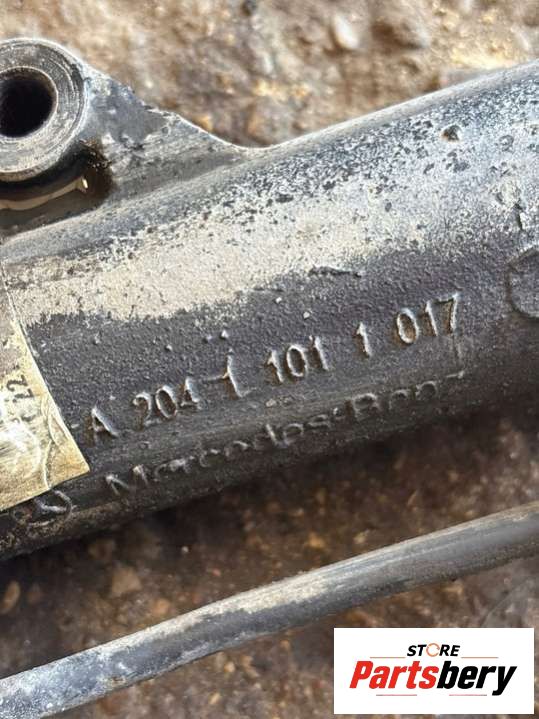 A 204 1 101 1 017
Mercedes-Benz
STORE
Partsbery